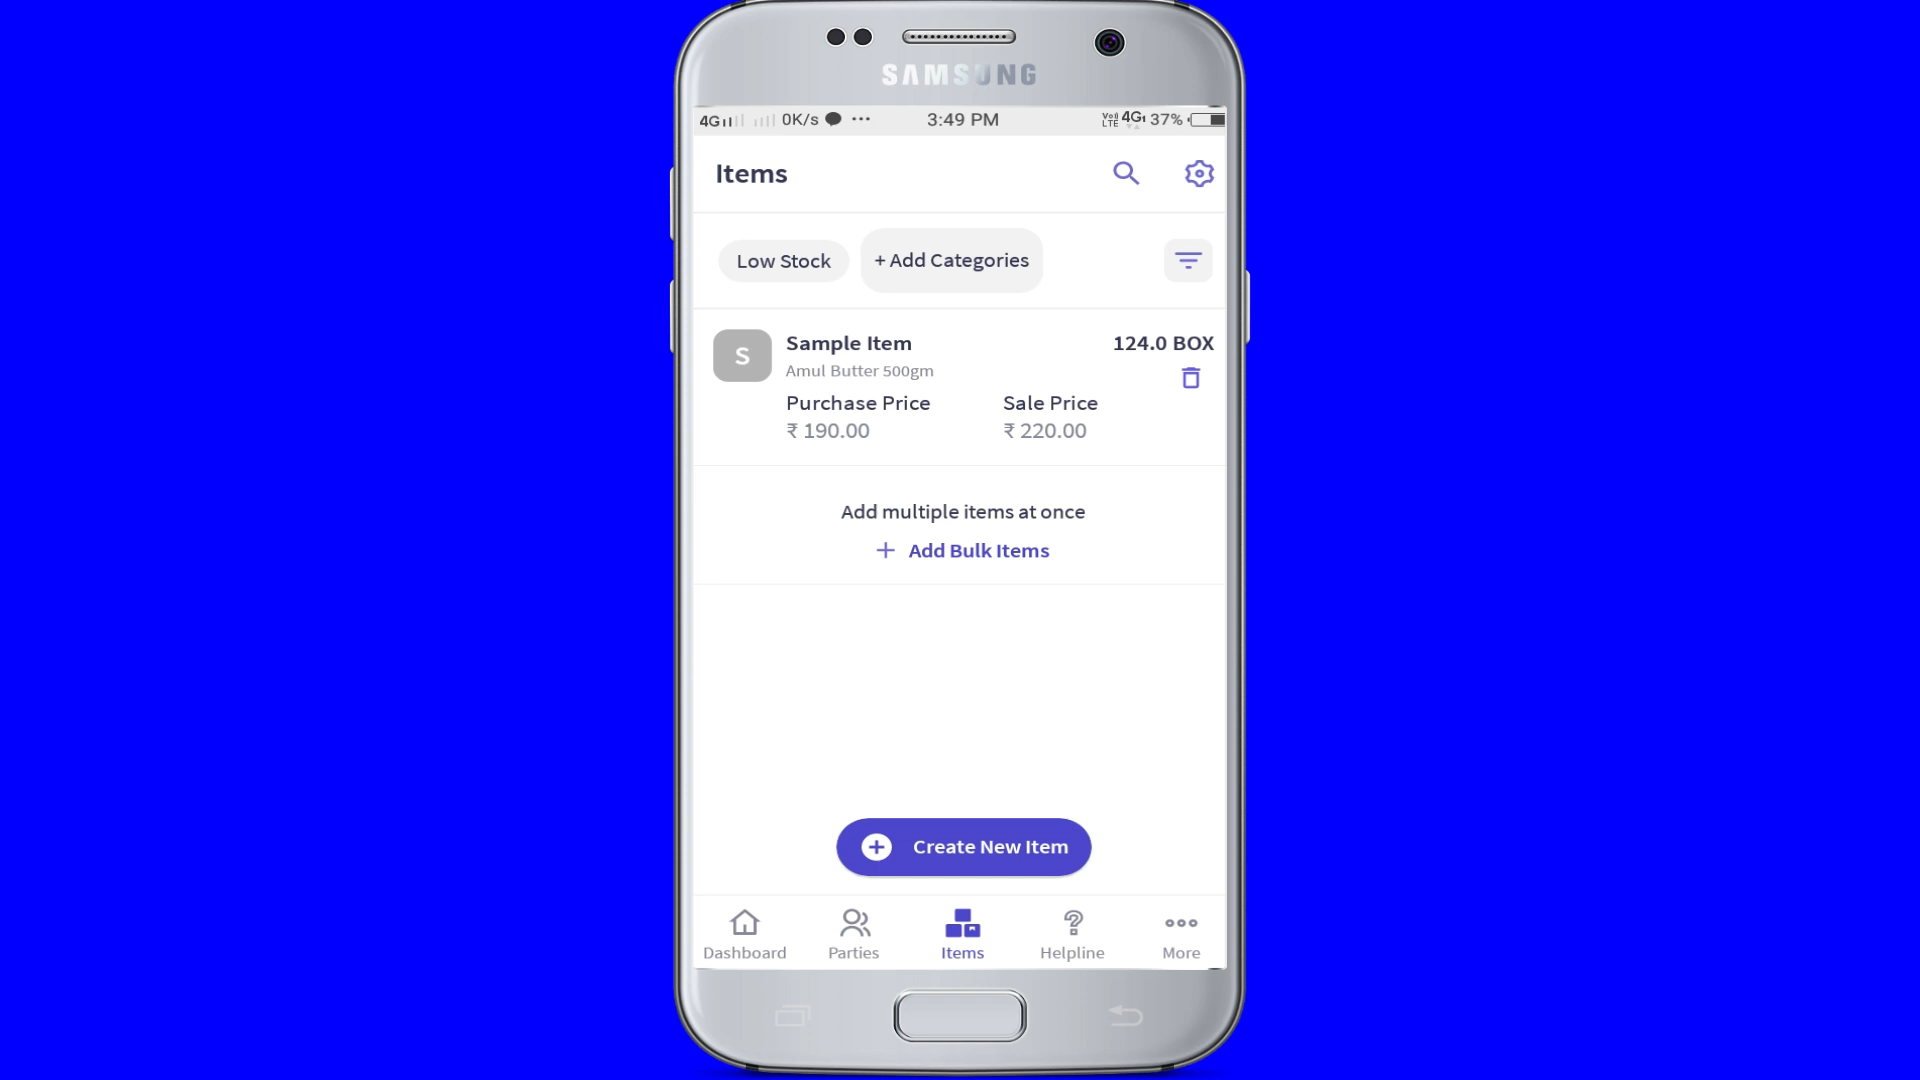 SAMSUNG
4G 0K/s ... 3:49 PM VoD LTE 4G 37%
Items
Low Stock + Add Categories
S Sample Item 124.0 BOX
Amul Butter 500gm
Purchase Price Sale Price
₹ 190.00 ₹ 220.00
Add multiple items at once
+ Add Bulk Items
Create New Item
Dashboard Parties Items Helpline More